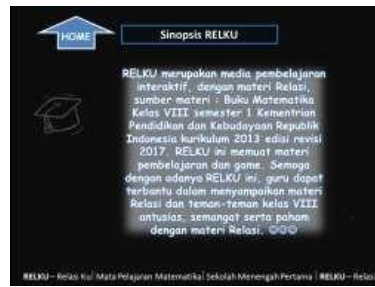 HOME
Sinopsis RELKU
RELKU merupakan media pembelajaran
interaktif, dengan materi Relasi,
sumber materi : Buku Matematika
Kelas VIII semester 1 Kementrian
Pendidikan dan Kebudayaan Republik
Indonesia kurikulum 2013 edisi revisi
2017. RELKU ini memuat materi
pembelajaran dan game. Semoga
dengan adanya RELKU ini, guru dapat
terbantu dalam menyampaikan materi
Relasi dan teman-teman kelas VIII
antusias, semangat serta paham
dengan materi Relasi. ☺☺☺
RELKU – Relasi Ku| Mata Pelajaran Matematika| Sekolah Menengah Pertama | RELKU – Relasi